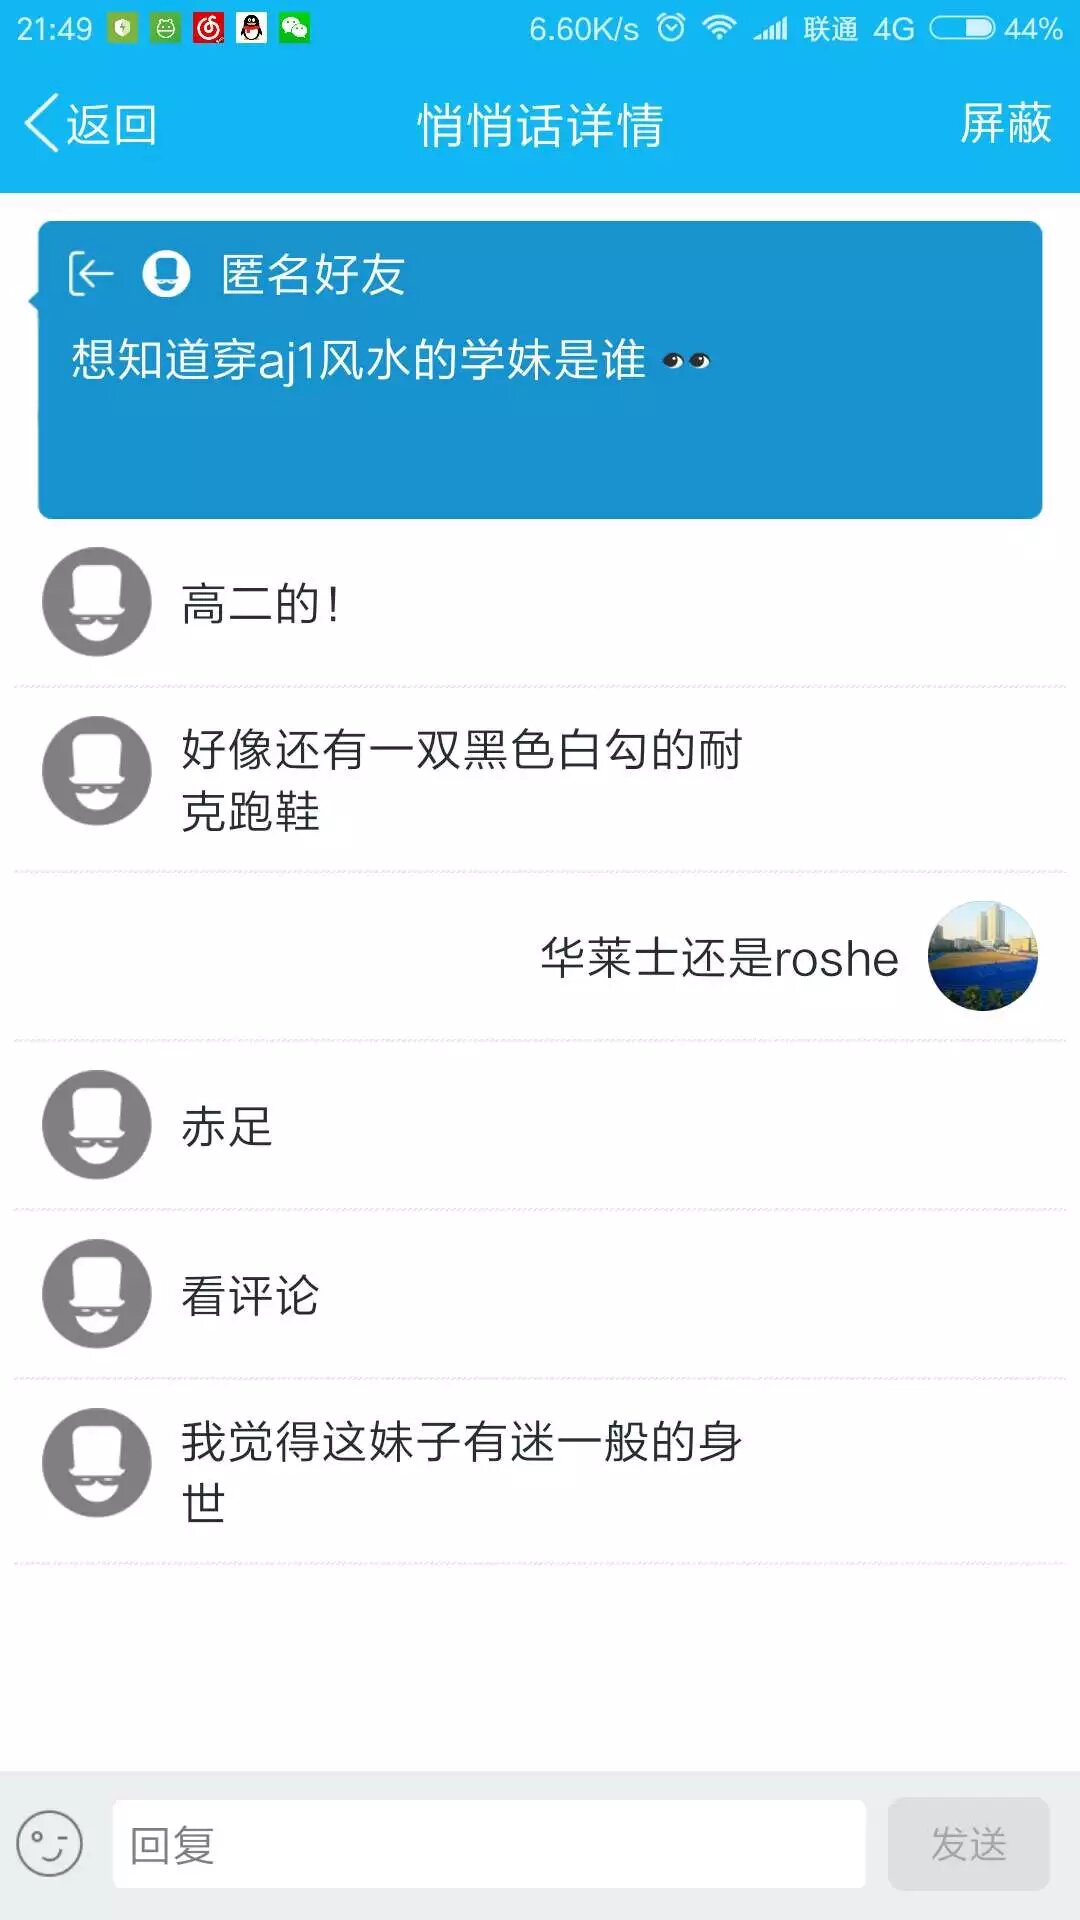 21:49 6.60K/s 联通 4G 44%
返回 悄悄话详情 屏蔽
匿名好友
想知道穿aj1风水的学妹是谁 👀
高二的！
好像还有一双黑色白勾的耐
克跑鞋
华莱士还是roshe
赤足
看评论
我觉得这妹子有迷一般的身
世
回复 发送